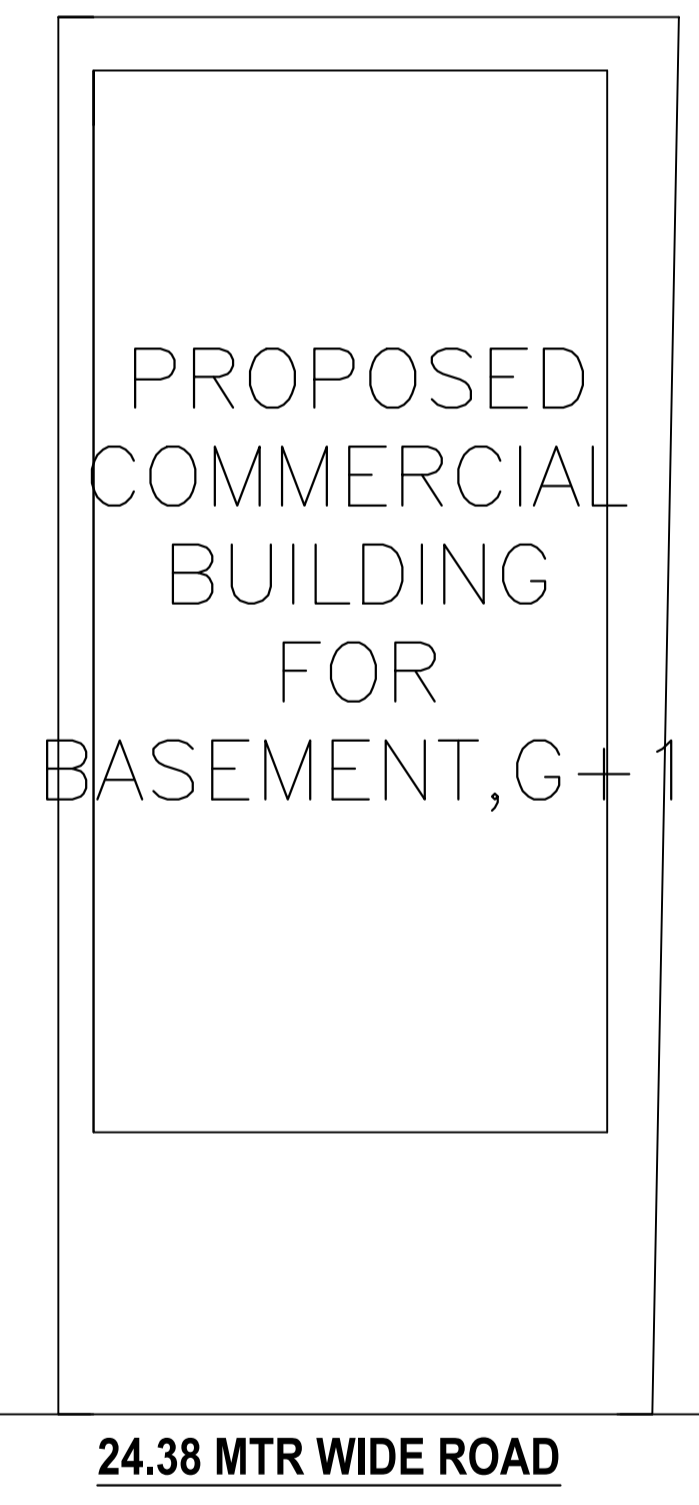 PROPOSED
COMMERCIAL
BUILDING
FOR
BASEMENT,G+1
24.38 MTR WIDE ROAD